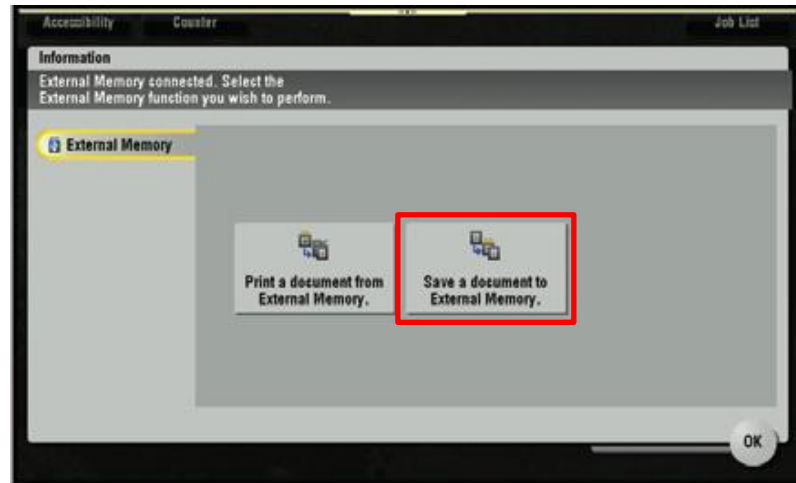 Accessibility Counter Job List
Information
External Memory connected. Select the
External Memory function you wish to perform.
External Memory
Print a document from
External Memory.
Save a document to
External Memory.
OK